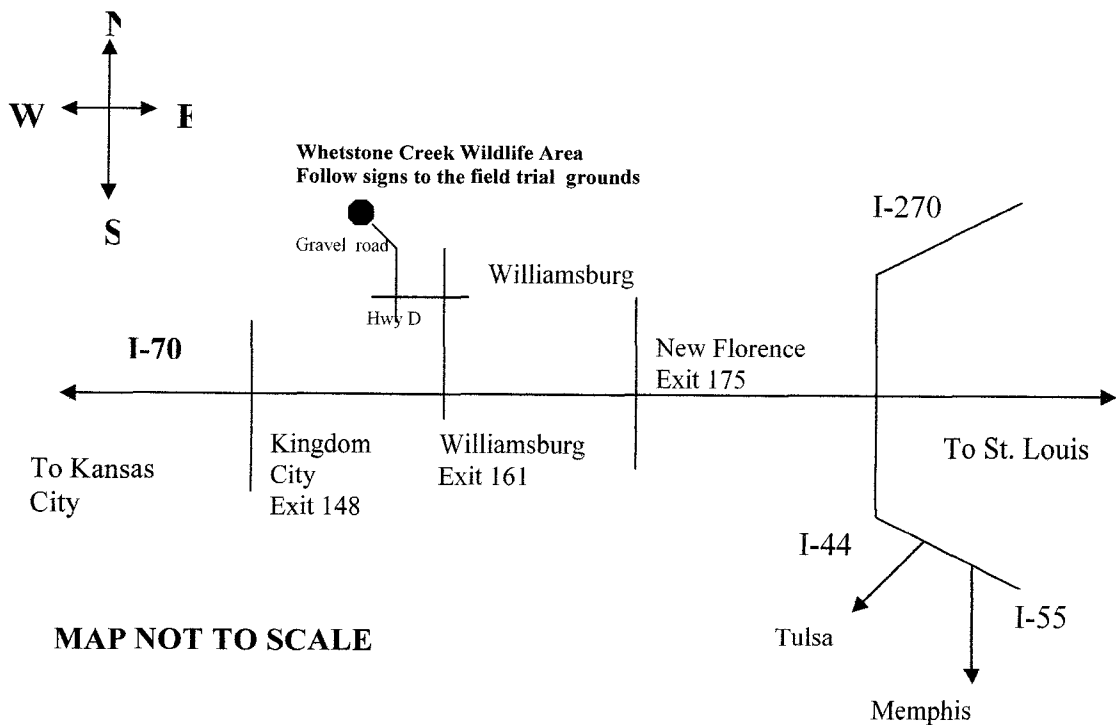 N
W
E
S
Whetstone Creek Wildlife Area
Follow signs to the field trial grounds
Gravel road
Hwy D
Williamsburg
I-270
I-70
New Florence
Exit 175
To Kansas
City
Kingdom
City
Exit 148
Williamsburg
Exit 161
To St. Louis
I-44
Tulsa
I-55
Memphis
MAP NOT TO SCALE